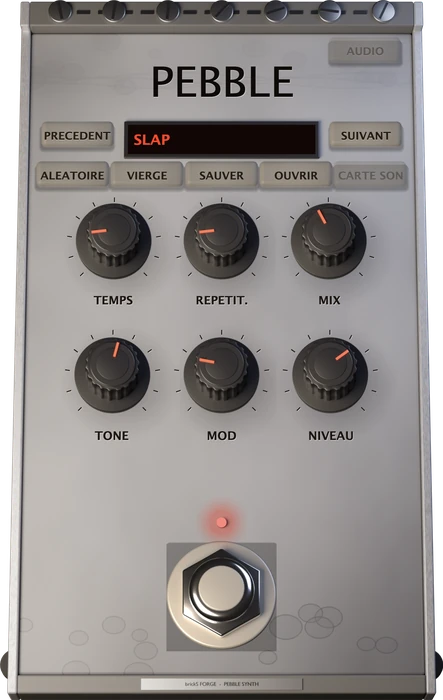 AUDIO
PEBBLE
PRECEDENT SLAP SUIVANT
ALEATOIRE VIERGE SAUVER OUVRIR CARTE SON
TEMPS REPETIT. MIX
TONE MOD NIVEAU
FORGE - PEBBLE SYNTH